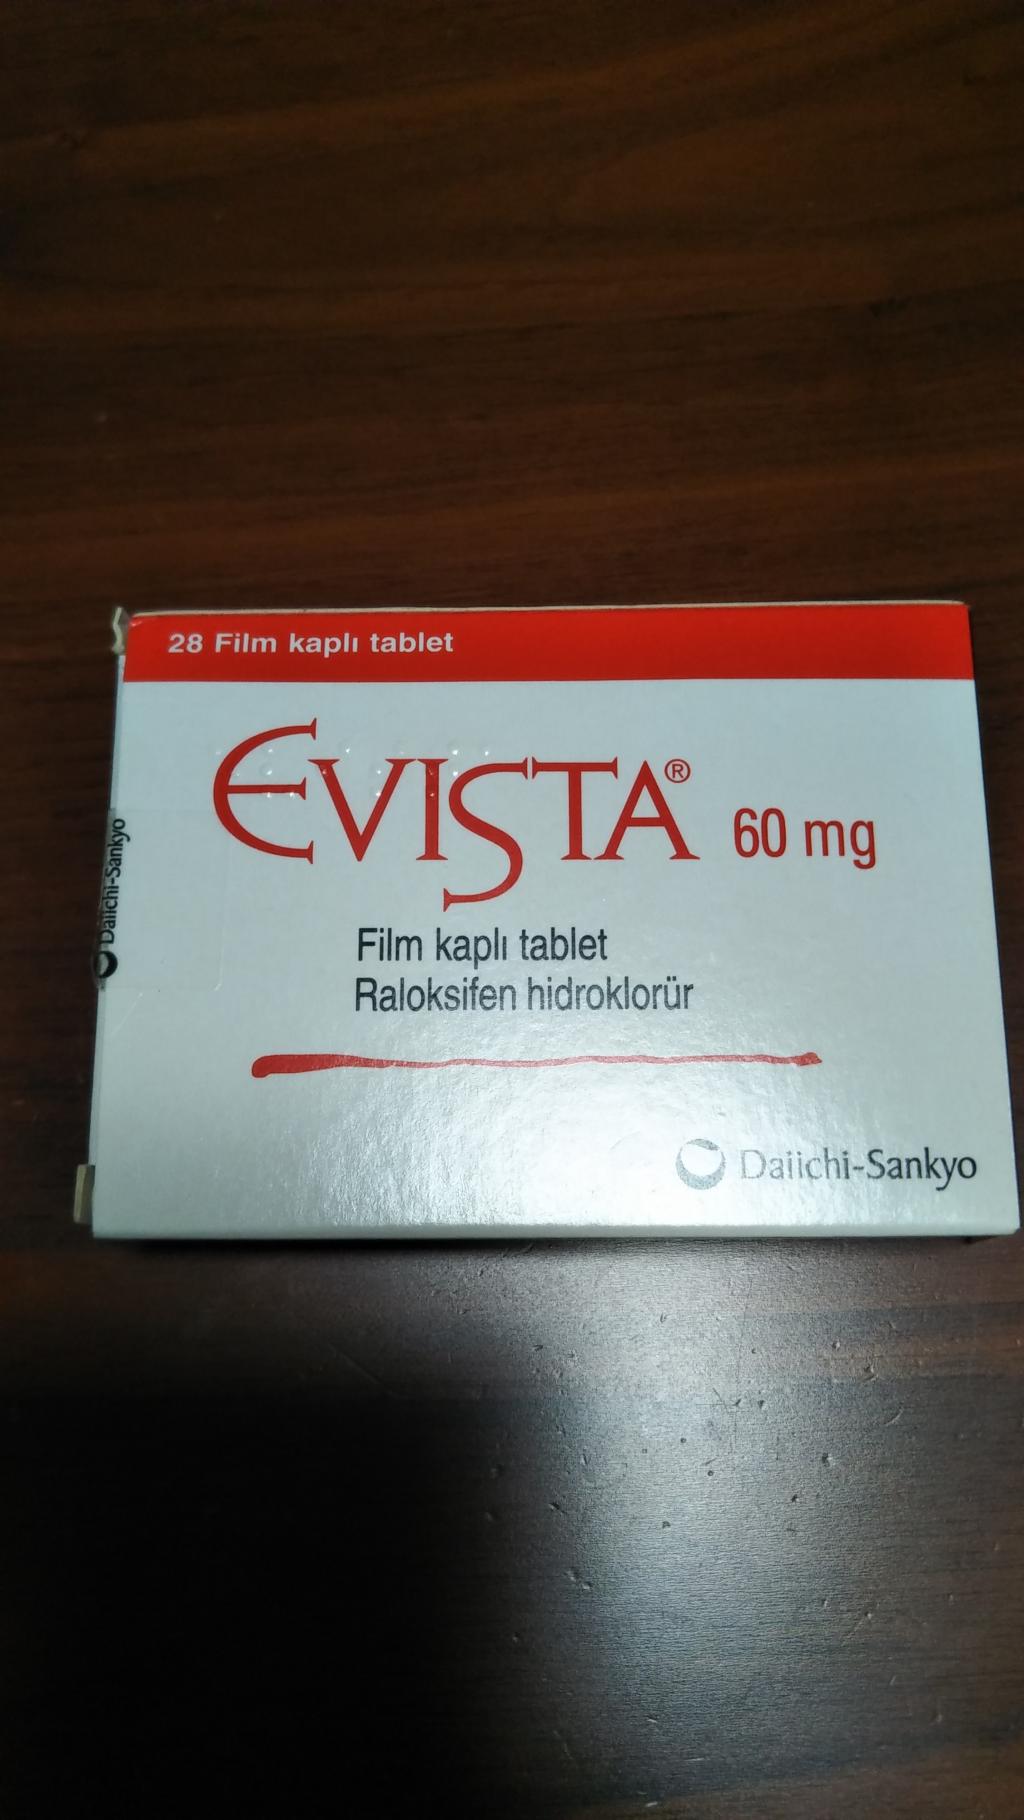 28 Film kaplı tablet
EVISTA® 60 mg
Film kaplı tablet
Raloksifen hidroklorür
Daiichi-Sankyo
Daiichi-Sankyo